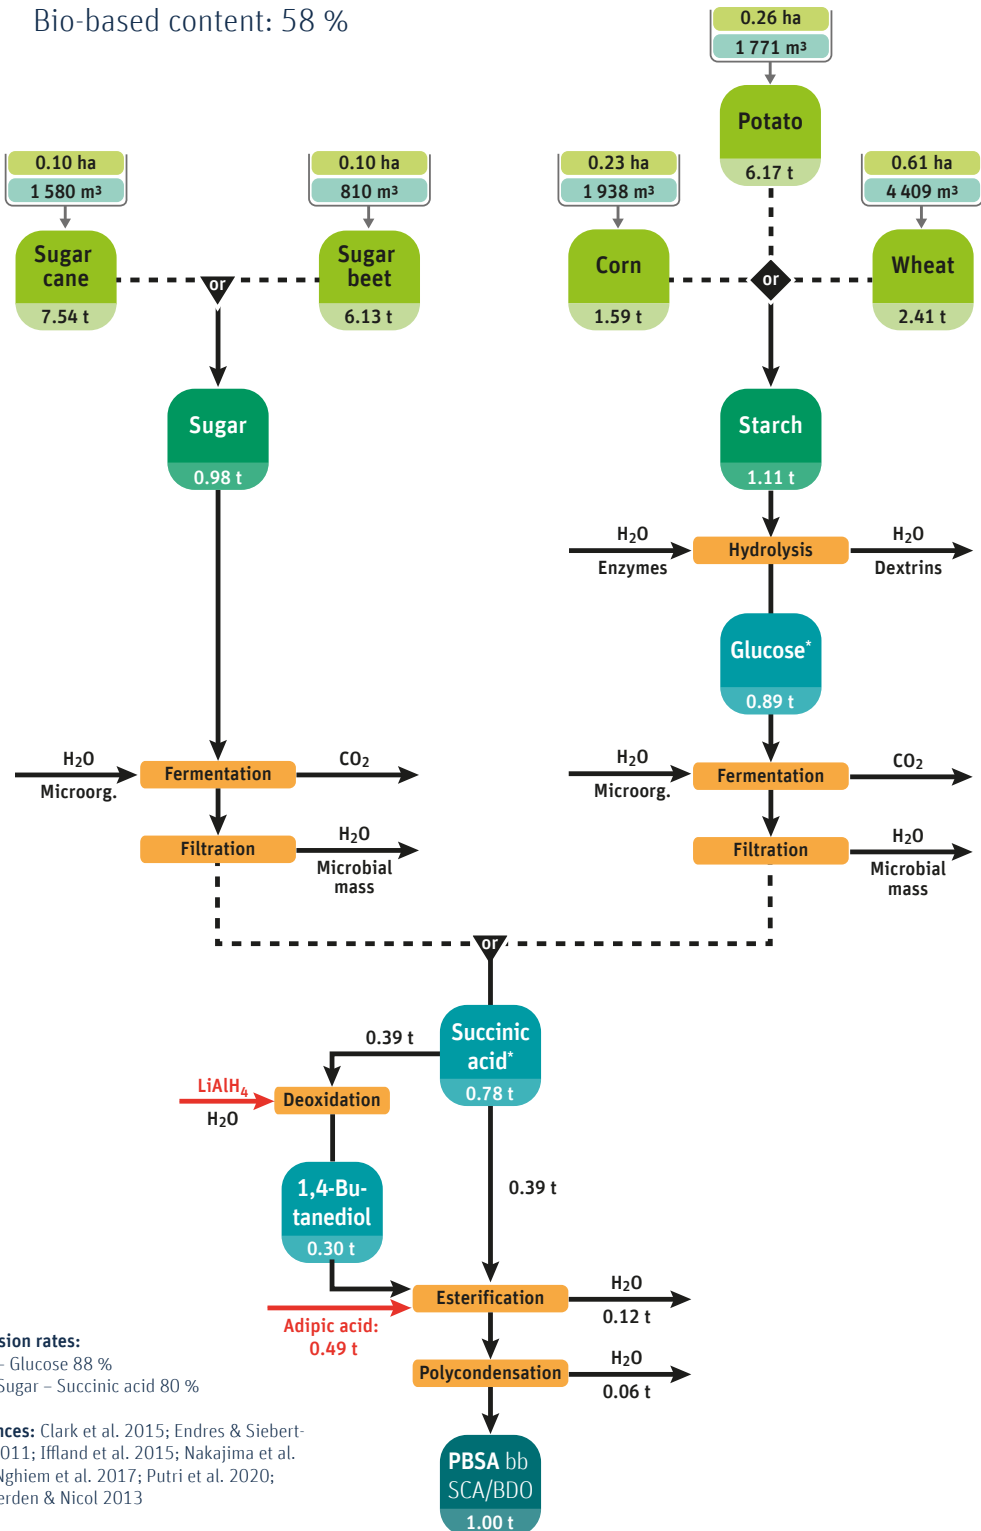 Bio-based content: 58 %
0.26 ha
1 771 m³
Potato
6.17 t
0.10 ha
1 580 m³
0.10 ha
810 m³
0.23 ha
1 938 m³
0.61 ha
4 409 m³
Sugar
cane
7.54 t
or
Sugar
beet
6.13 t
Corn
1.59 t
or
Wheat
2.41 t
Sugar
0.98 t
Starch
1.11 t
H₂O
Enzymes
Hydrolysis
H₂O
Dextrins
Glucose*
0.89 t
H₂O
Microorg.
Fermentation
CO₂
H₂O
Microorg.
Fermentation
CO₂
Filtration
H₂O
Microbial
mass
Filtration
H₂O
Microbial
mass
or
Succinic
acid*
0.78 t
0.39 t
LiAlH₄
H₂O
Deoxidation
1,4-Bu-
tanediol
0.30 t
0.39 t
Adipic acid:
0.49 t
Esterification
H₂O
0.12 t
Polycondensation
H₂O
0.06 t
PBSA bb
SCA/BDO
1.00 t
sion rates:
– Glucose 88 %
Sugar – Succinic acid 80 %
nces: Clark et al. 2015; Endres & Siebert-
011; Iffland et al. 2015; Nakajima et al.
Nghiem et al. 2017; Putri et al. 2020;
erden & Nicol 2013